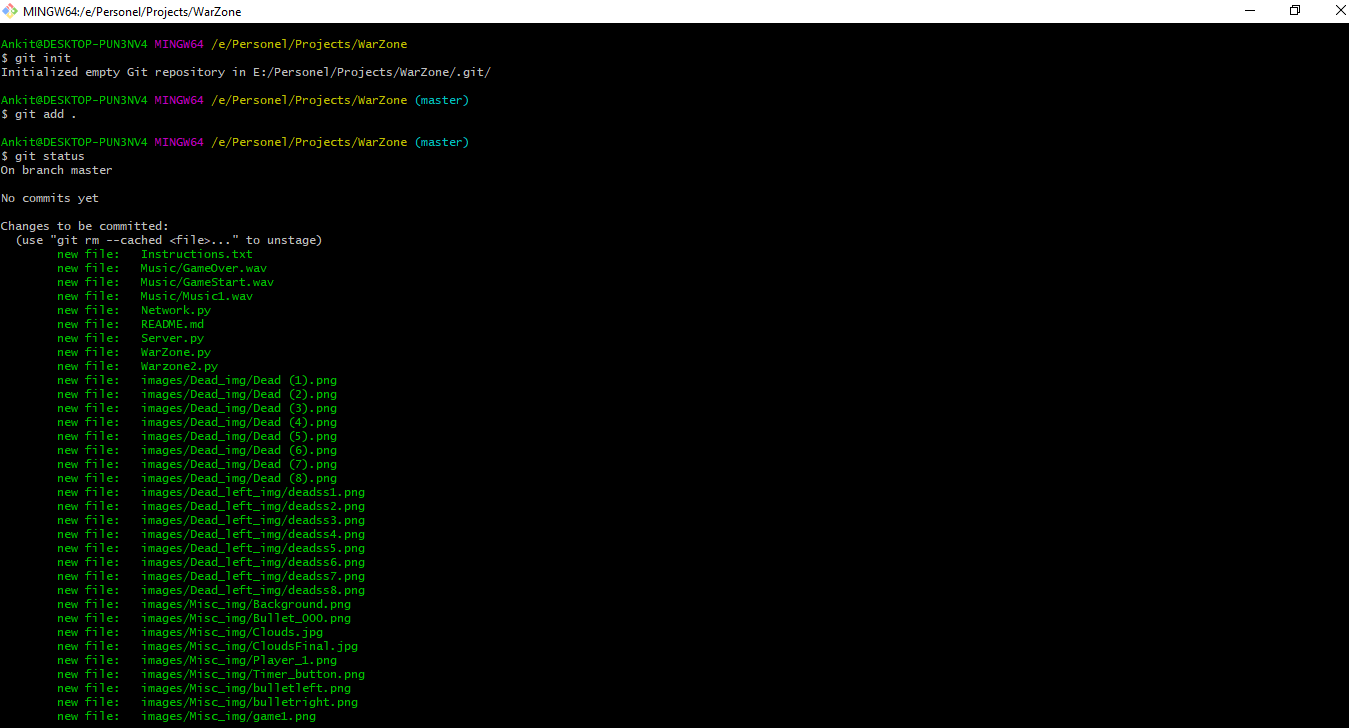 MINGW64:/e/Personel/Projects/WarZone
Ankit@DESKTOP-PUN3NV4 MINGW64 /e/Personel/Projects/WarZone
$ git init
Initialized empty Git repository in E:/Personel/Projects/WarZone/.git/
Ankit@DESKTOP-PUN3NV4 MINGW64 /e/Personel/Projects/WarZone (master)
$ git add .
Ankit@DESKTOP-PUN3NV4 MINGW64 /e/Personel/Projects/WarZone (master)
$ git status
On branch master
No commits yet
Changes to be committed:
(use "git rm --cached <file>..." to unstage)
new file: Instructions.txt
new file: Music/GameOver.wav
new file: Music/GameStart.wav
new file: Music/Music1.wav
new file: Network.py
new file: README.md
new file: Server.py
new file: WarZone.py
new file: Warzone2.py
new file: images/Dead_img/Dead (1).png
new file: images/Dead_img/Dead (2).png
new file: images/Dead_img/Dead (3).png
new file: images/Dead_img/Dead (4).png
new file: images/Dead_img/Dead (5).png
new file: images/Dead_img/Dead (6).png
new file: images/Dead_img/Dead (7).png
new file: images/Dead_img/Dead (8).png
new file: images/Dead_left_img/deadss1.png
new file: images/Dead_left_img/deadss2.png
new file: images/Dead_left_img/deadss3.png
new file: images/Dead_left_img/deadss4.png
new file: images/Dead_left_img/deadss5.png
new file: images/Dead_left_img/deadss6.png
new file: images/Dead_left_img/deadss7.png
new file: images/Dead_left_img/deadss8.png
new file: images/Misc_img/Background.png
new file: images/Misc_img/Bullet_000.png
new file: images/Misc_img/Clouds.jpg
new file: images/Misc_img/CloudsFinal.jpg
new file: images/Misc_img/Player_1.png
new file: images/Misc_img/Timer_button.png
new file: images/Misc_img/bulletleft.png
new file: images/Misc_img/bulletright.png
new file: images/Misc_img/game1.png